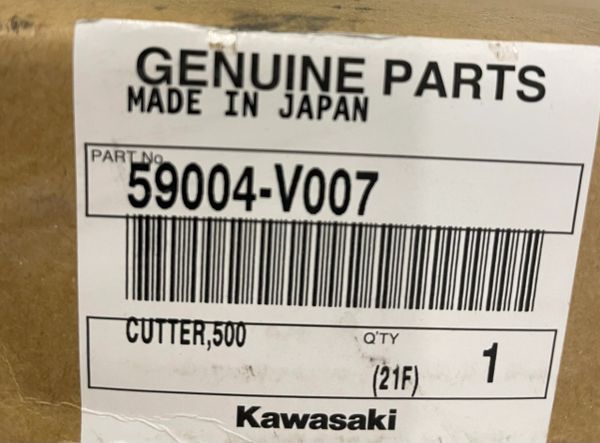 GENUINE PARTS
MADE IN JAPAN
PART No.
59004-V007
CUTTER,500
Q'TY
(21F)
1
Kawasaki